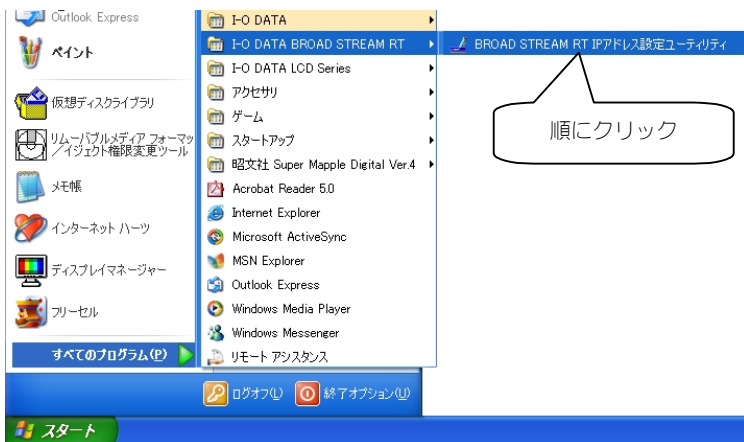 Outlook Express
ペイント
仮想ディスクライブラリ
リムーバブルメディア フォーマッ
／イジェクト権限変更ツール
メモ帳
インターネット ハーツ
ディスプレイマネージャー
フリーセル
すべてのプログラム(P)
I-O DATA
I-O DATA BROAD STREAM RT
I-O DATA LCD Series
アクセサリ
ゲーム
スタートアップ
昭文社 Super Mapple Digital Ver.4
Acrobat Reader 5.0
Internet Explorer
Microsoft ActiveSync
MSN Explorer
Outlook Express
Windows Media Player
Windows Messenger
リモート アシスタンス
BROAD STREAM RT IPアドレス設定ユーティリティ
順にクリック
ログオフ(L)
終了オプション(U)
スタート